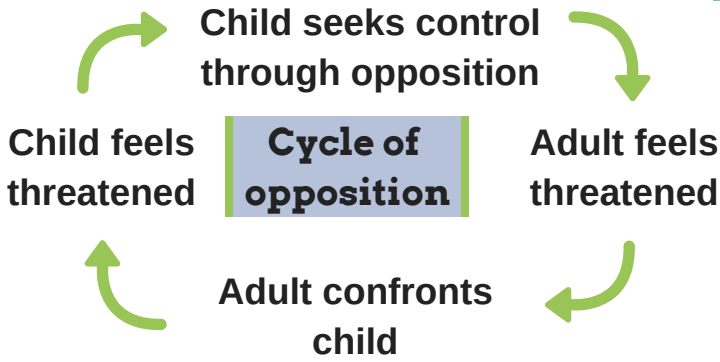 Child seeks control
through opposition
Child feels
threatened
Cycle of
opposition
Adult feels
threatened
Adult confronts
child